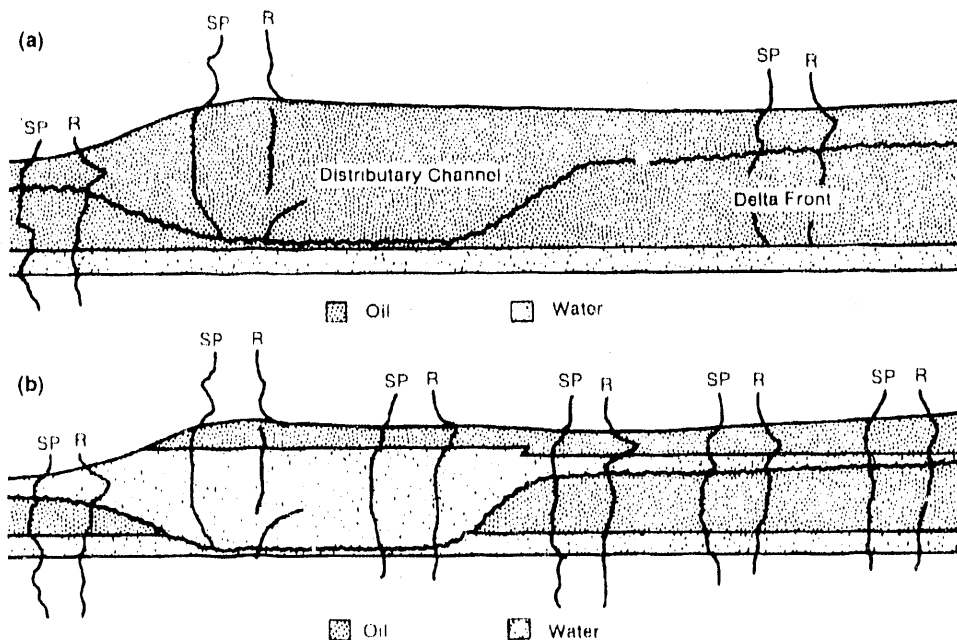 (a)
SP R
SP R
SP R
Distributary Channel
Delta Front
Oil Water
(b)
SP R
SP R
SP R
SP R
SP R
SP R
Oil Water